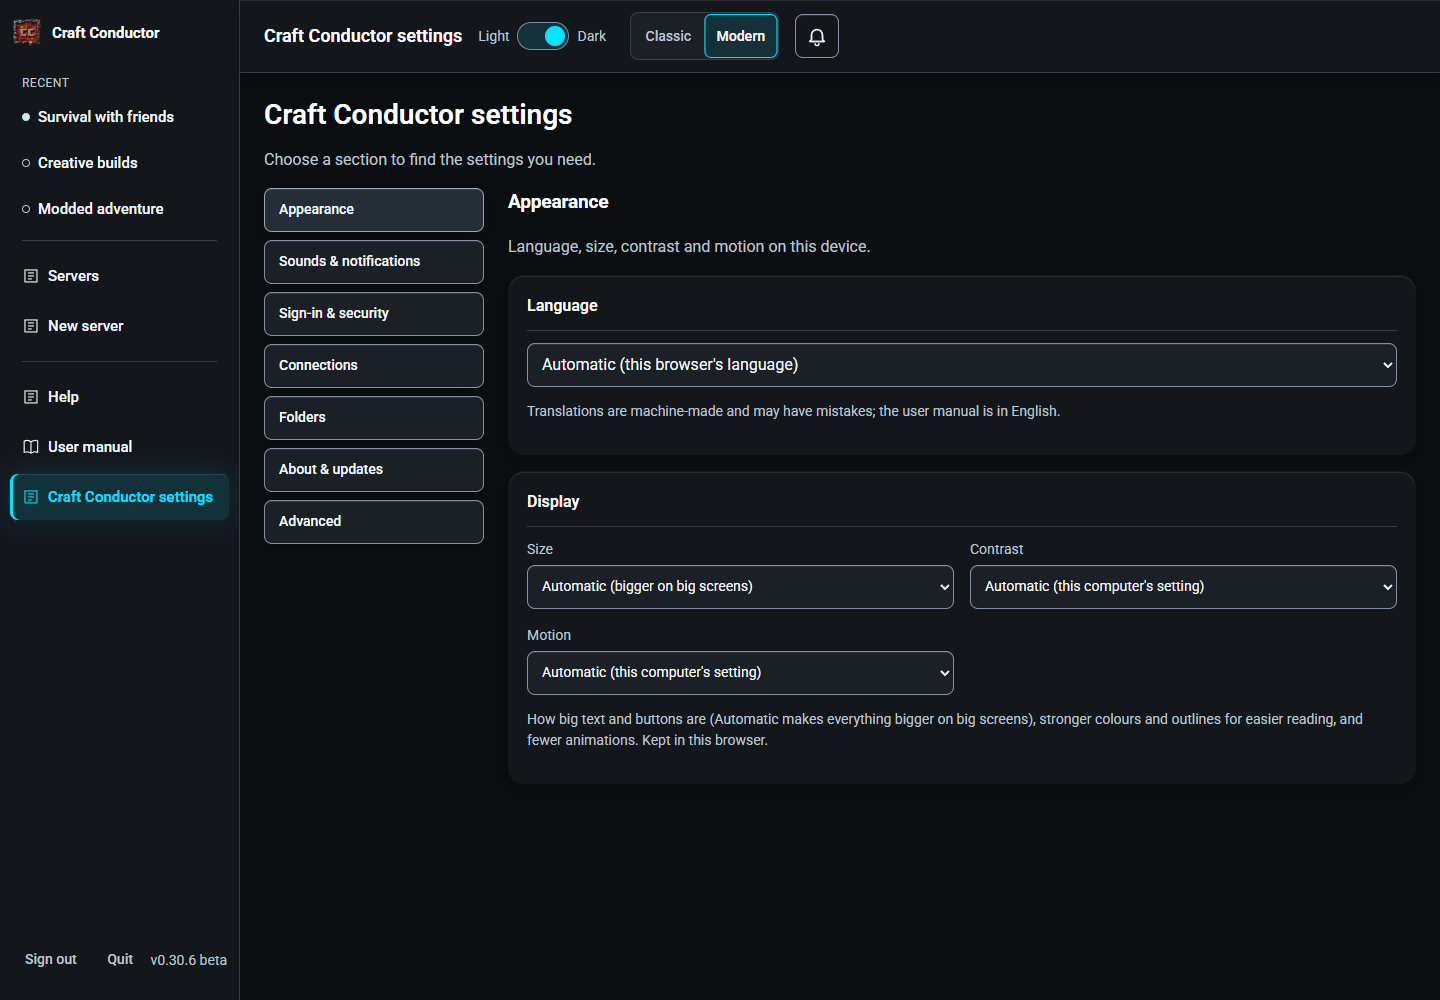 Craft Conductor
RECENT
Survival with friends
Creative builds
Modded adventure
Servers
New server
Help
User manual
Craft Conductor settings
Sign out
Quit
v0.30.6 beta
Craft Conductor settings
Light
Dark
Classic
Modern
Craft Conductor settings
Choose a section to find the settings you need.
Appearance
Sounds & notifications
Sign-in & security
Connections
Folders
About & updates
Advanced
Appearance
Language, size, contrast and motion on this device.
Language
Automatic (this browser's language)
Translations are machine-made and may have mistakes; the user manual is in English.
Display
Size
Automatic (bigger on big screens)
Contrast
Automatic (this computer's setting)
Motion
Automatic (this computer's setting)
How big text and buttons are (Automatic makes everything bigger on big screens), stronger colours and outlines for easier reading, and
fewer animations. Kept in this browser.